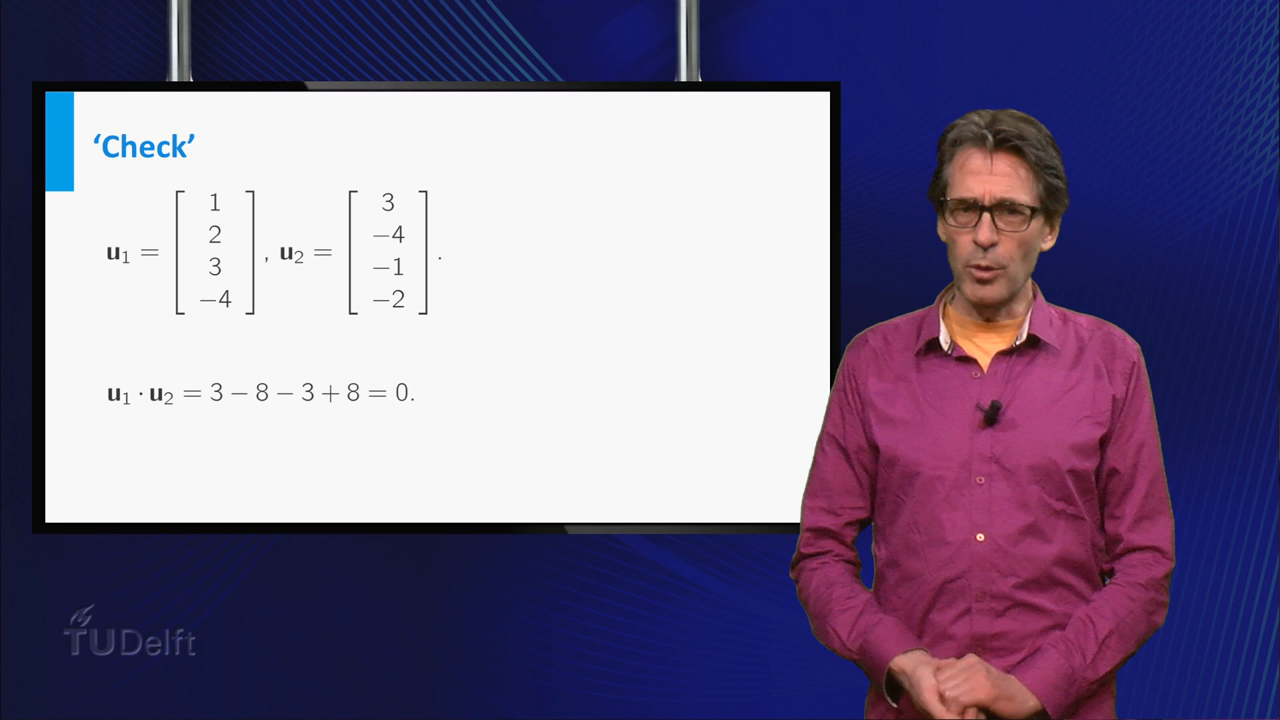 ‘Check’
u₁ = [ 1 2 3 −4 ] , u₂ = [ 3 −4 −1 −2 ] .
u₁ · u₂ = 3 − 8 − 3 + 8 = 0.
TUDelft